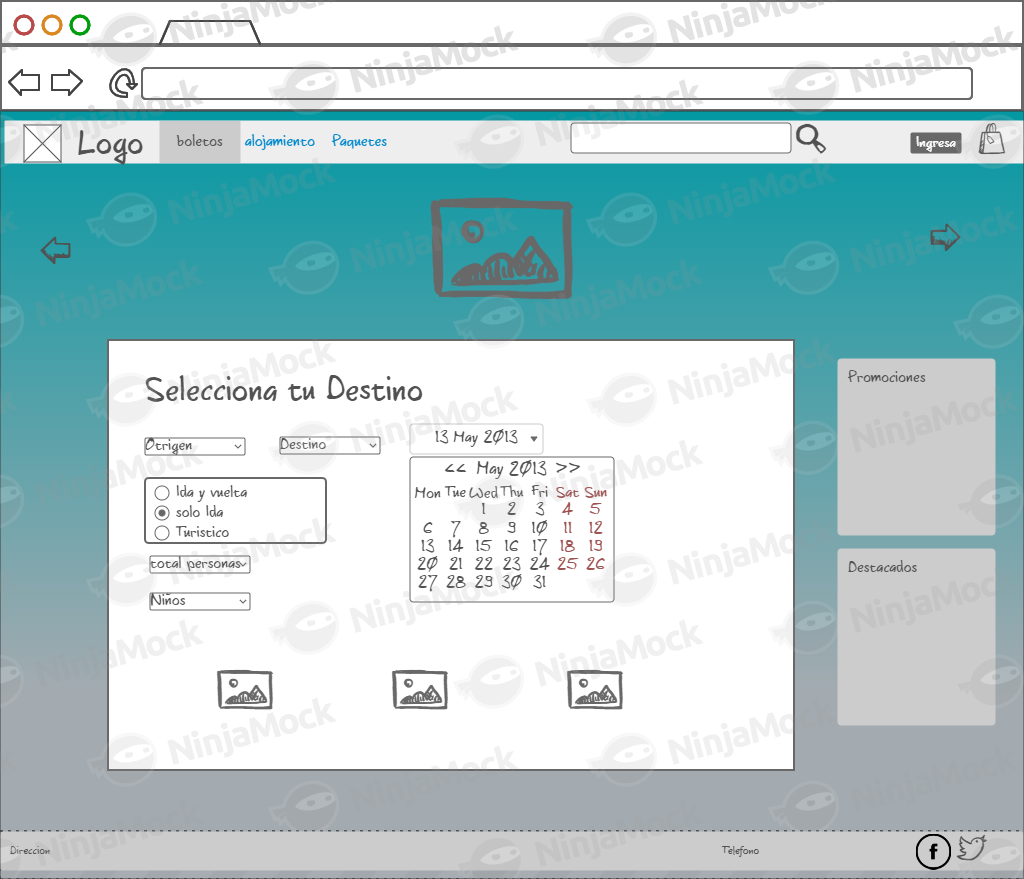 Logo
boletos alojamiento Paquetes
Ingresa
Selecciona tu Destino
Otrigen Destino 13 May 2013
<< May 2013 >>
Mon Tue Wed Thu Fri Sat Sun
1 2 3 4 5
6 7 8 9 10 11 12
13 14 15 16 17 18 19
20 21 22 23 24 25 26
27 28 29 30 31
Ida y vuelta
solo Ida
Turistico
total personas
Niños
Promociones
Destacados
Direccion Telefono
f
NinjaMock